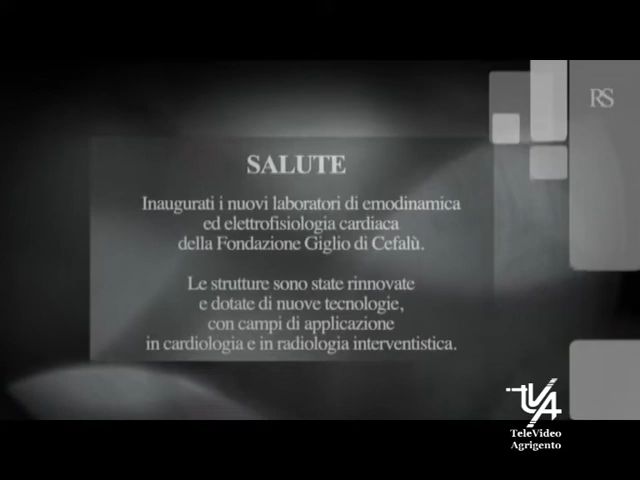 RS
SALUTE
Inaugurati i nuovi laboratori di emodinamica
ed elettrofisiologia cardiaca
della Fondazione Giglio di Cefalù.
Le strutture sono state rinnovate
e dotate di nuove tecnologie,
con campi di applicazione
in cardiologia e in radiologia interventistica.
tVA
TeleVideo
Agrigento